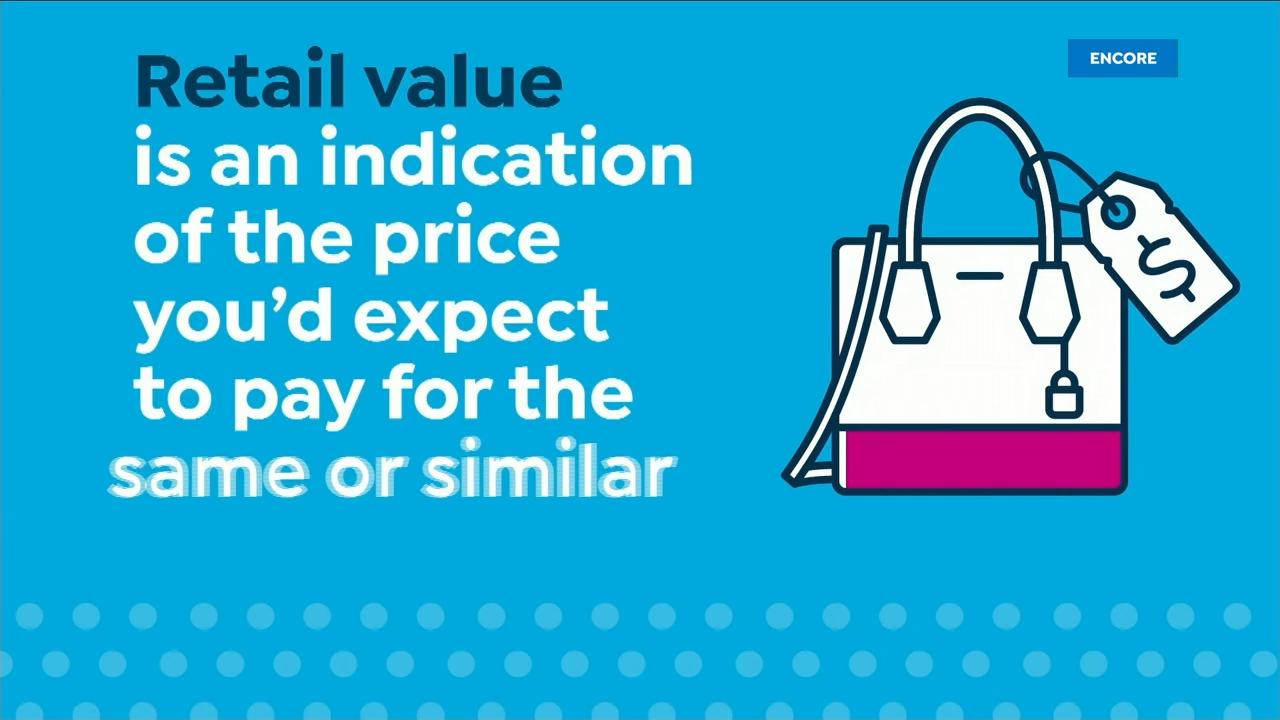 Retail value
is an indication
of the price
you'd expect
to pay for the
same or similar
ENCORE
$